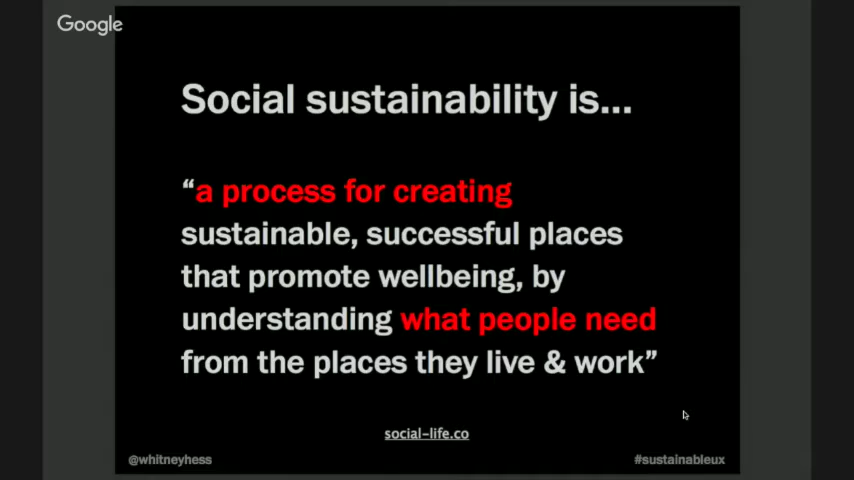 Google
Social sustainability is...
“a process for creating
sustainable, successful places
that promote wellbeing, by
understanding what people need
from the places they live & work”
social-life.co
@whitneyhess
#sustainableux